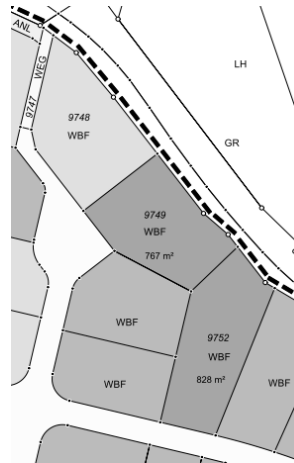 ANL
WEG
9747
LH
9748
WBF
GR
9749
WBF
767 m²
WBF
9752
WBF
828 m²
WBF
WBF